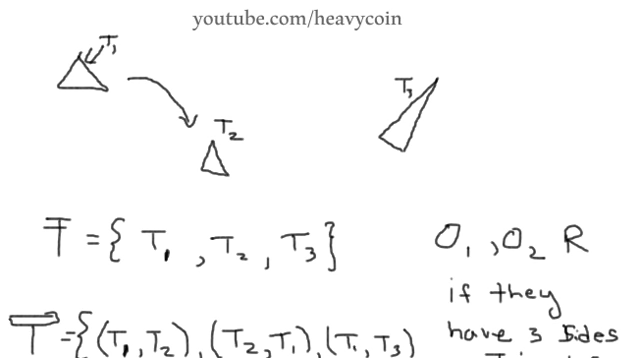 youtube.com/heavycoin
T₁
T₂
T₃
T = { T₁ , T₂ , T₃ }
O₁ , O₂ R
if they
have 3 sides
T = { (T₁, T₂) , (T₂, T₁) , (T₁, T₃)